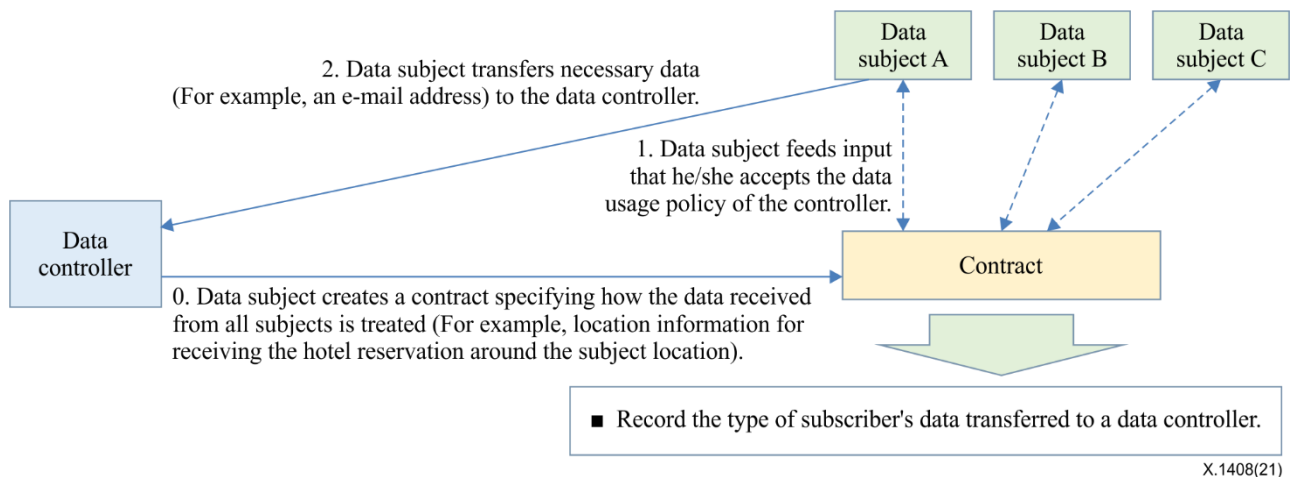 Data
subject A
Data
subject B
Data
subject C
2. Data subject transfers necessary data
(For example, an e-mail address) to the data controller.
1. Data subject feeds input
that he/she accepts the data
usage policy of the controller.
Data
controller
Contract
0. Data subject creates a contract specifying how the data received
from all subjects is treated (For example, location information for
receiving the hotel reservation around the subject location).
■ Record the type of subscriber's data transferred to a data controller.
X.1408(21)